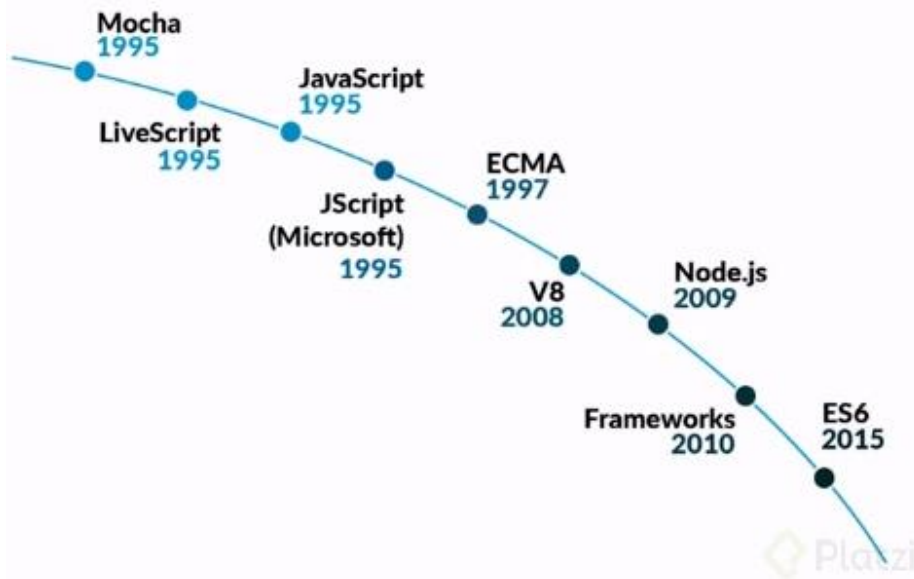 Mocha
1995
LiveScript
1995
JavaScript
1995
JScript
(Microsoft)
1995
ECMA
1997
V8
2008
Node.js
2009
Frameworks
2010
ES6
2015
Platzi